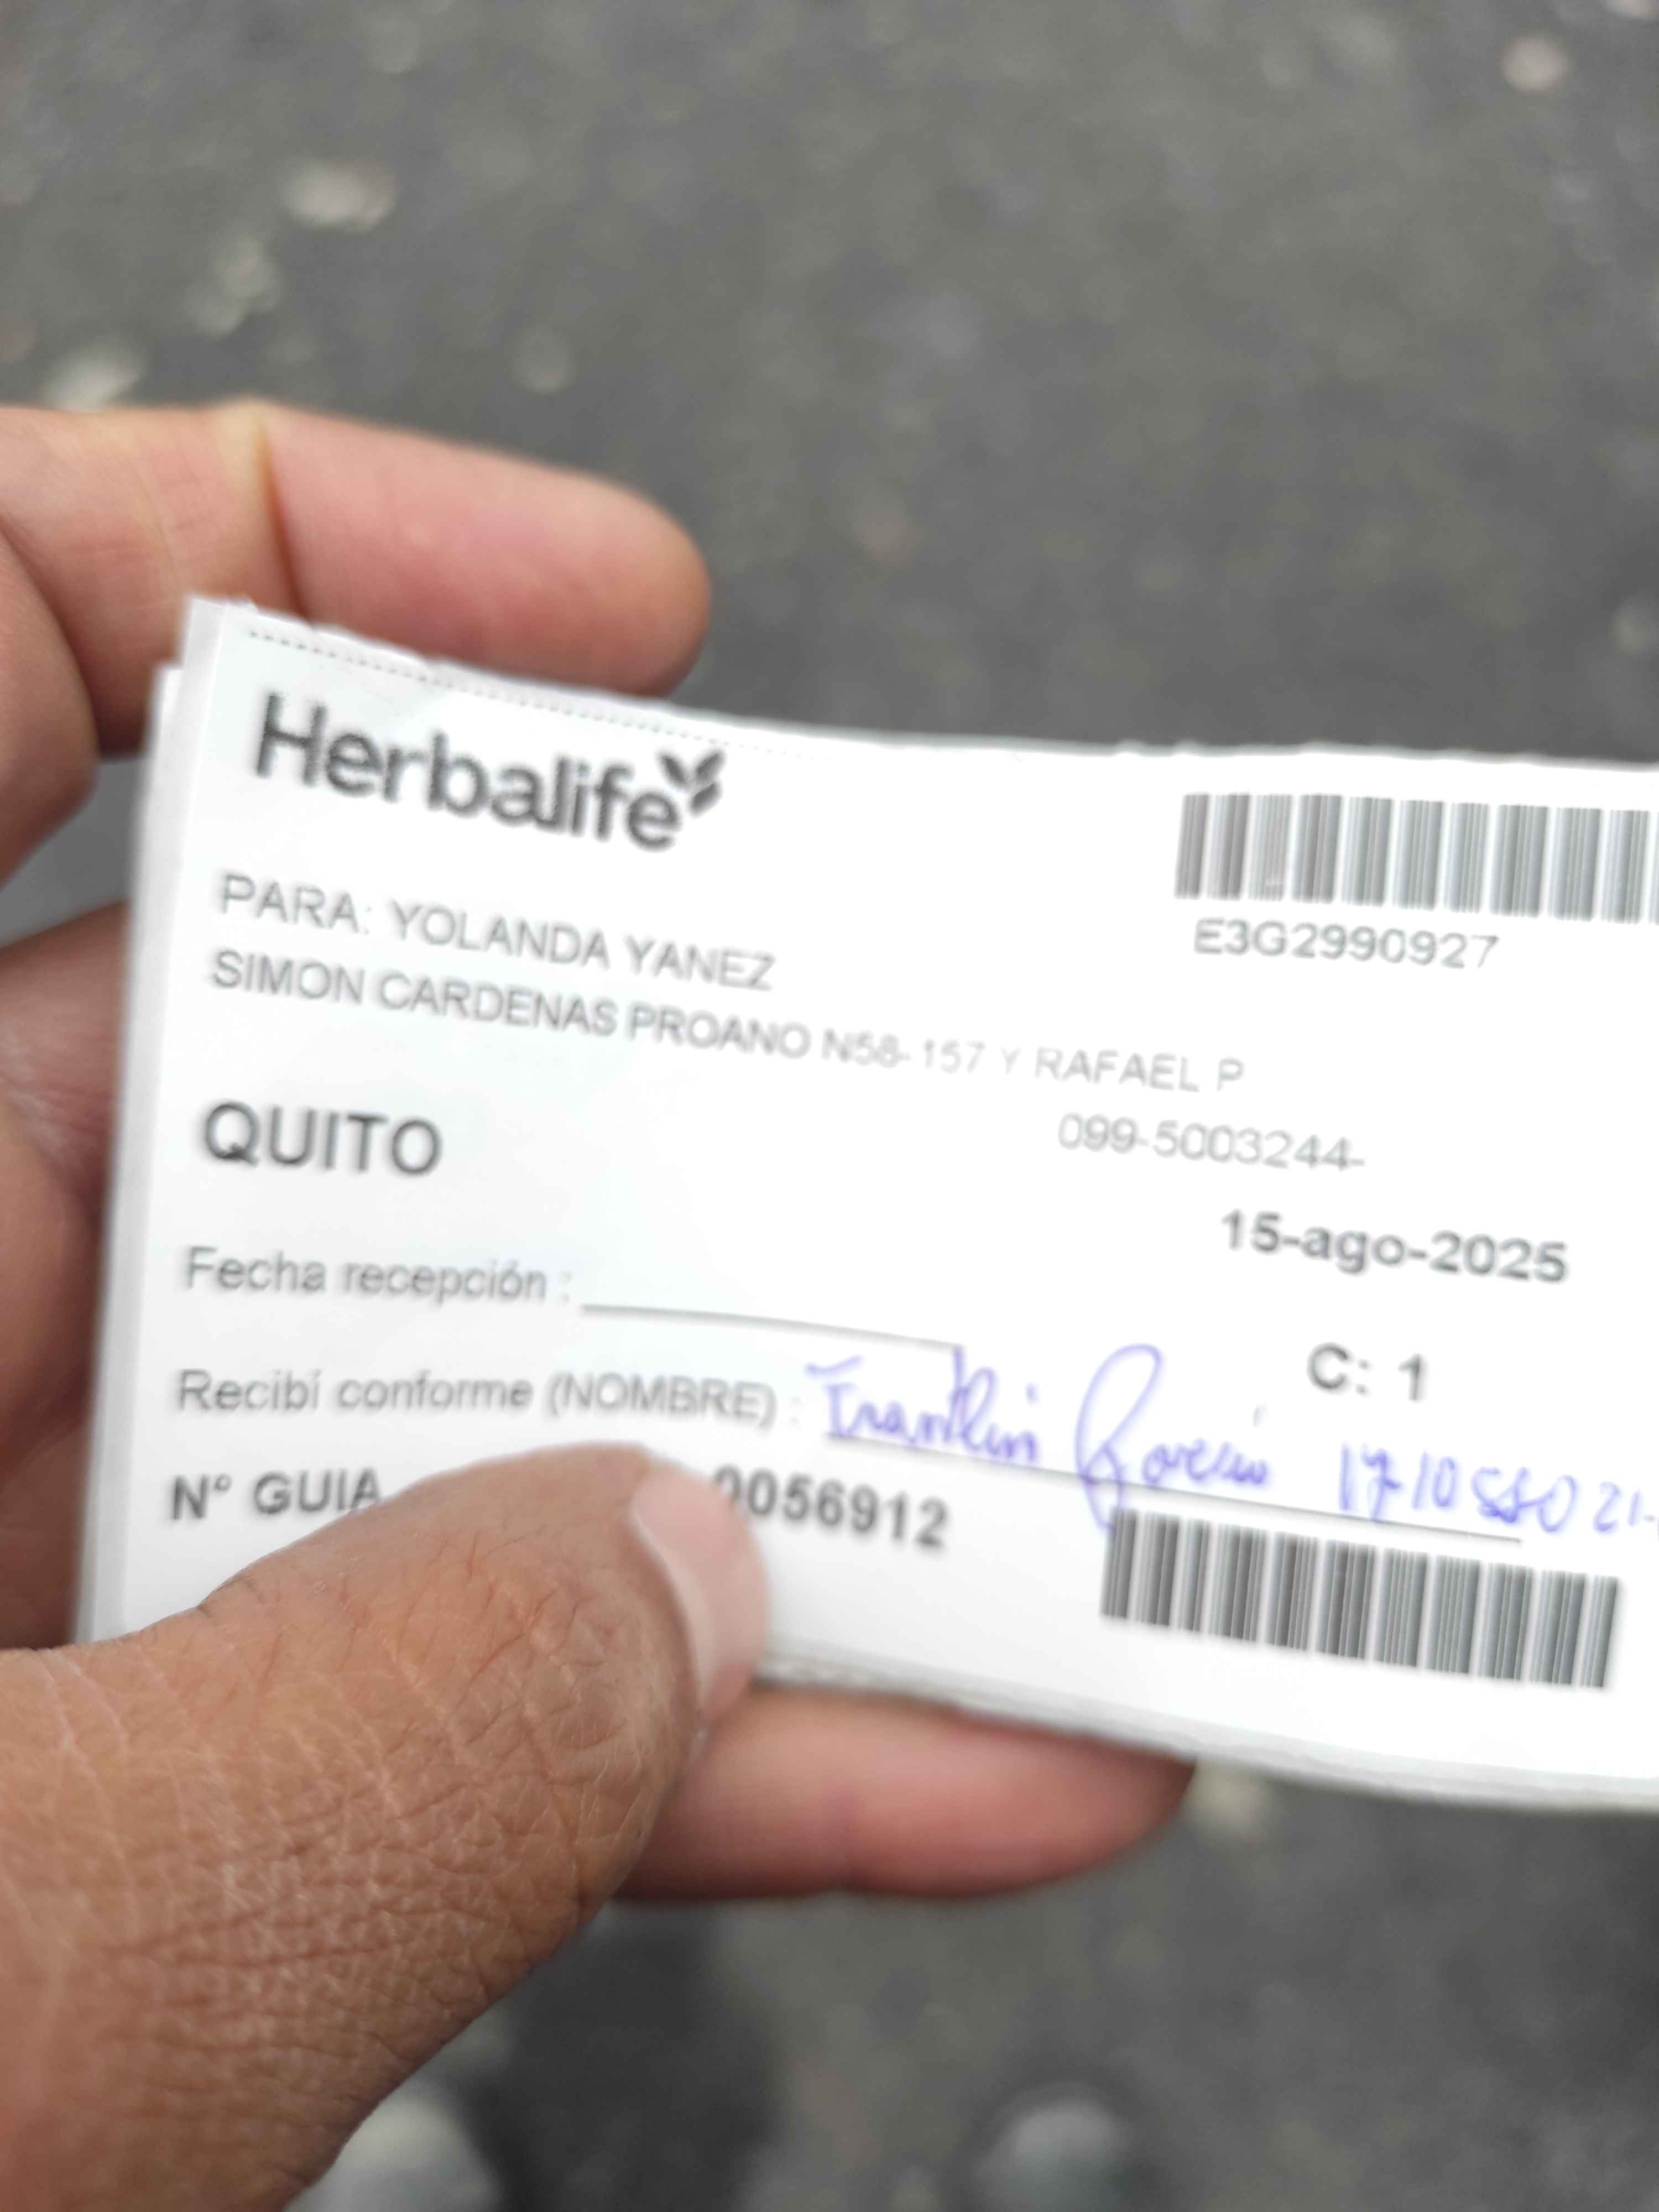 Herbalife
E3G2990927
PARA: YOLANDA YANEZ
SIMON CARDENAS PROANO N58-157 Y RAFAEL P
099-5003244-
QUITO
15-ago-2025
Fecha recepción :
C: 1
Recibí conforme (NOMBRE) : Franklin
N° GUIA 0056912